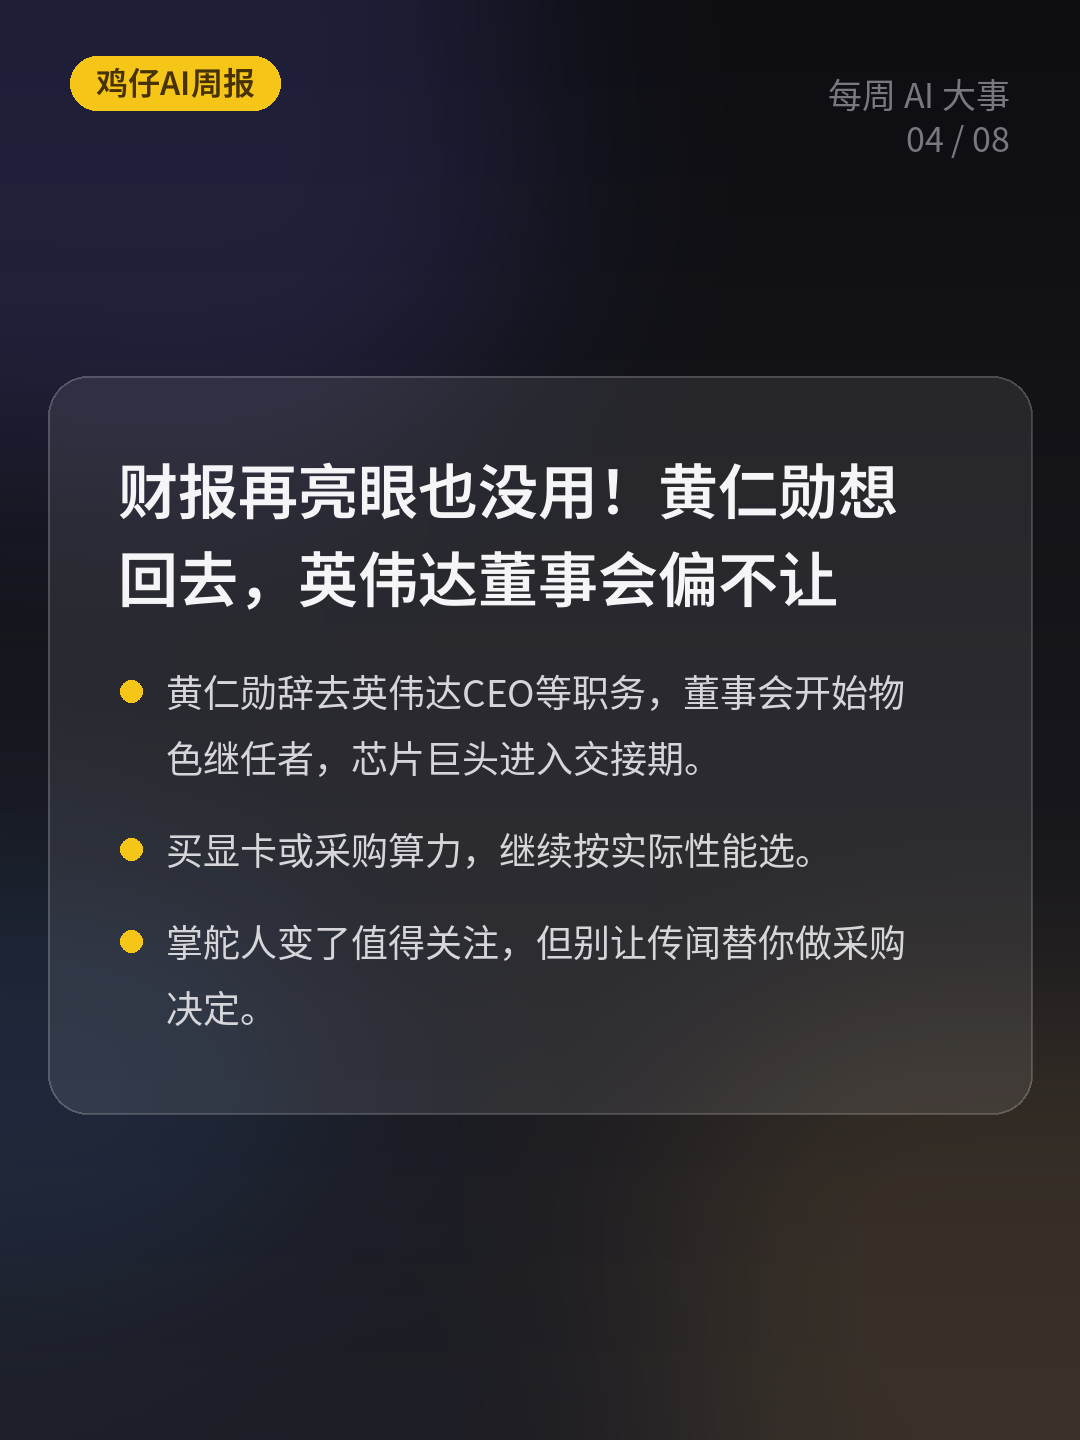 鸡仔AI周报
每周 AI 大事
04 / 08
财报再亮眼也没用！黄仁勋想
回去，英伟达董事会偏不让
黄仁勋辞去英伟达CEO等职务，董事会开始物
色继任者，芯片巨头进入交接期。
买显卡或采购算力，继续按实际性能选。
掌舵人变了值得关注，但别让传闻替你做采购
决定。